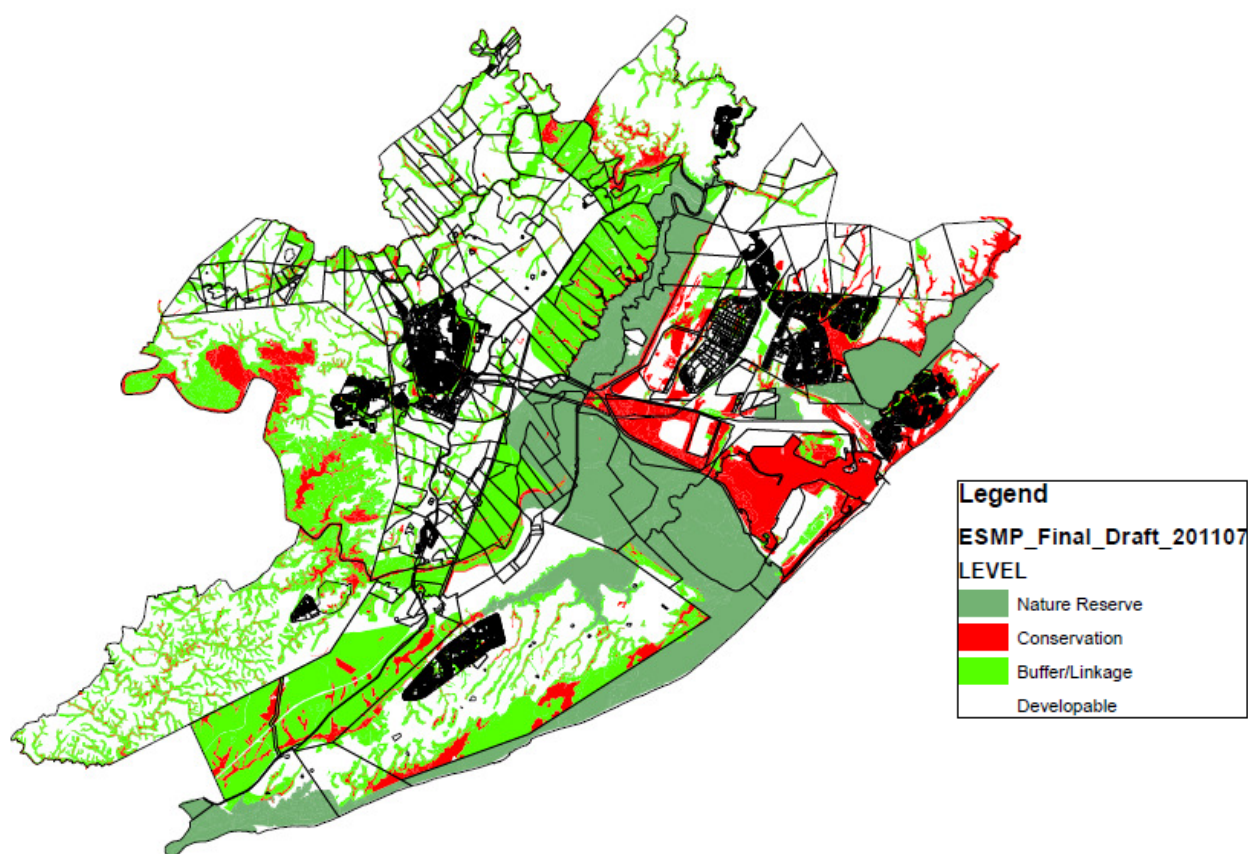 Legend
ESMP_Final_Draft_201107
LEVEL
Nature Reserve
Conservation
Buffer/Linkage
Developable